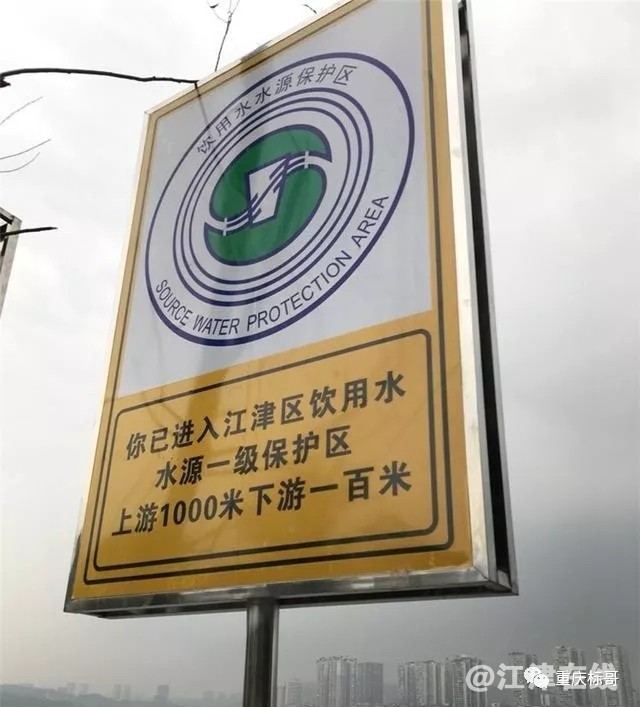 饮用水水源保护区
SOURCE WATER PROTECTION AREA
你已进入江津区饮用水
水源一级保护区
上游1000米下游一百米
@江津在线
重庆标哥